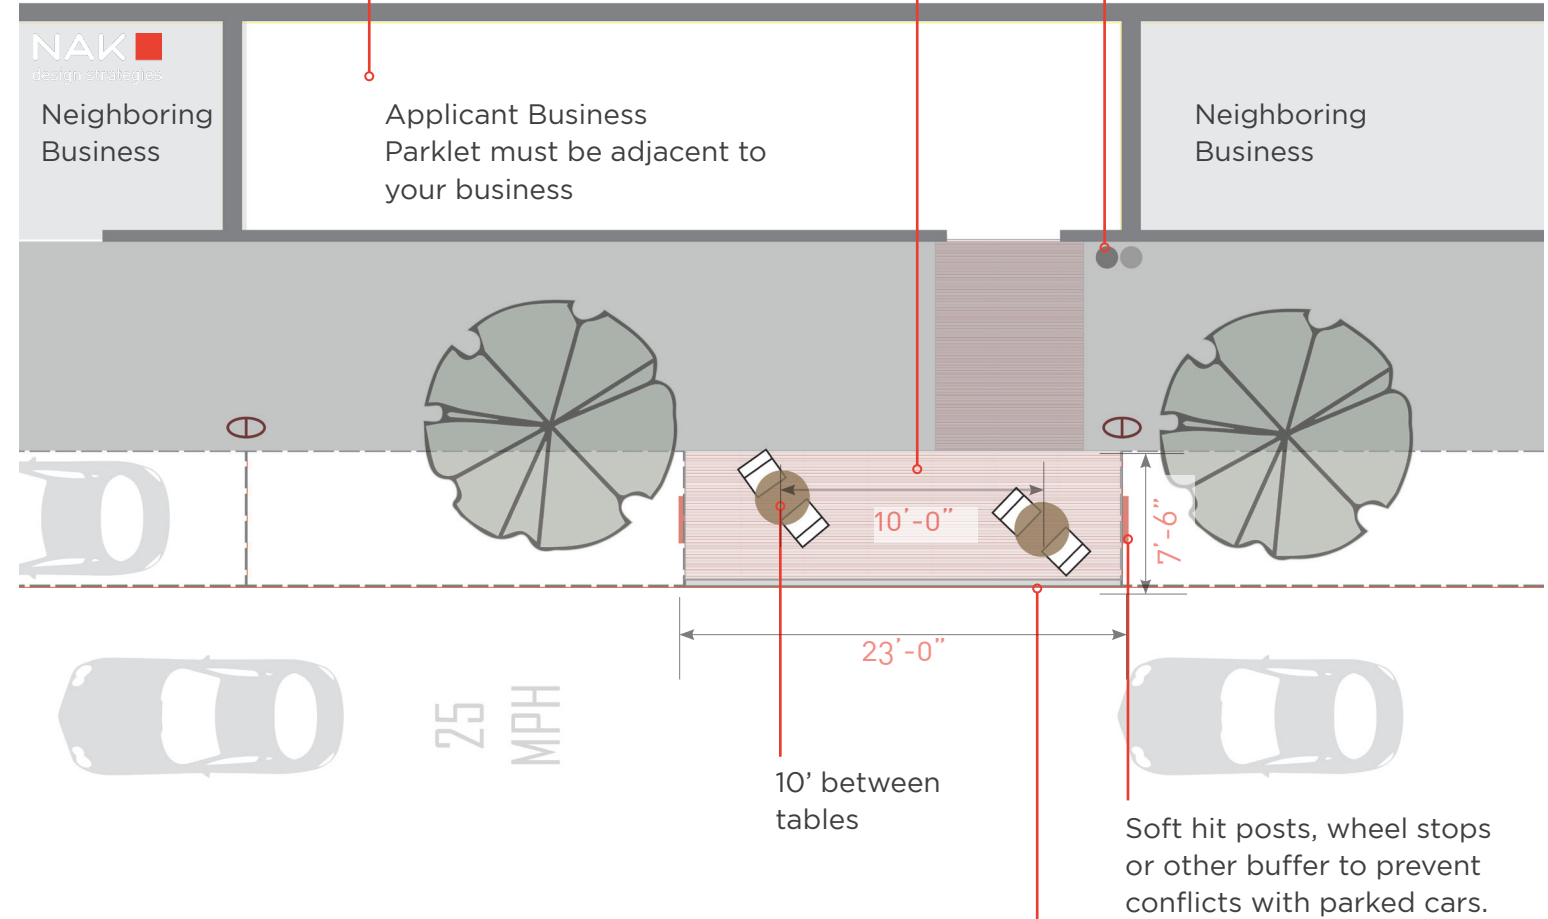 NAK
design strategies
Neighboring
Business
Applicant Business
Parklet must be adjacent to
your business
Neighboring
Business
10’-0”
7’-6”
23’-0”
25
MPH
10’ between
tables
Soft hit posts, wheel stops
or other buffer to prevent
conflicts with parked cars.